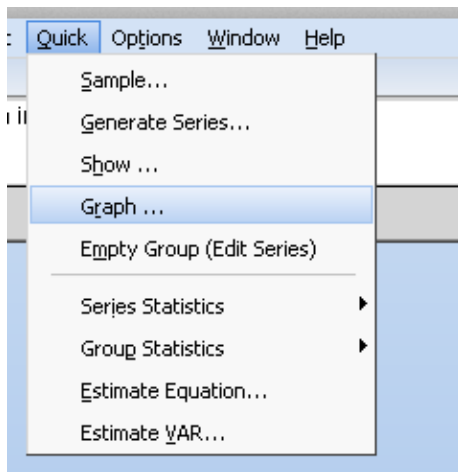 Quick Options Window Help
Sample...
Generate Series...
Show ...
Graph ...
Empty Group (Edit Series)
Series Statistics
Group Statistics
Estimate Equation...
Estimate VAR...